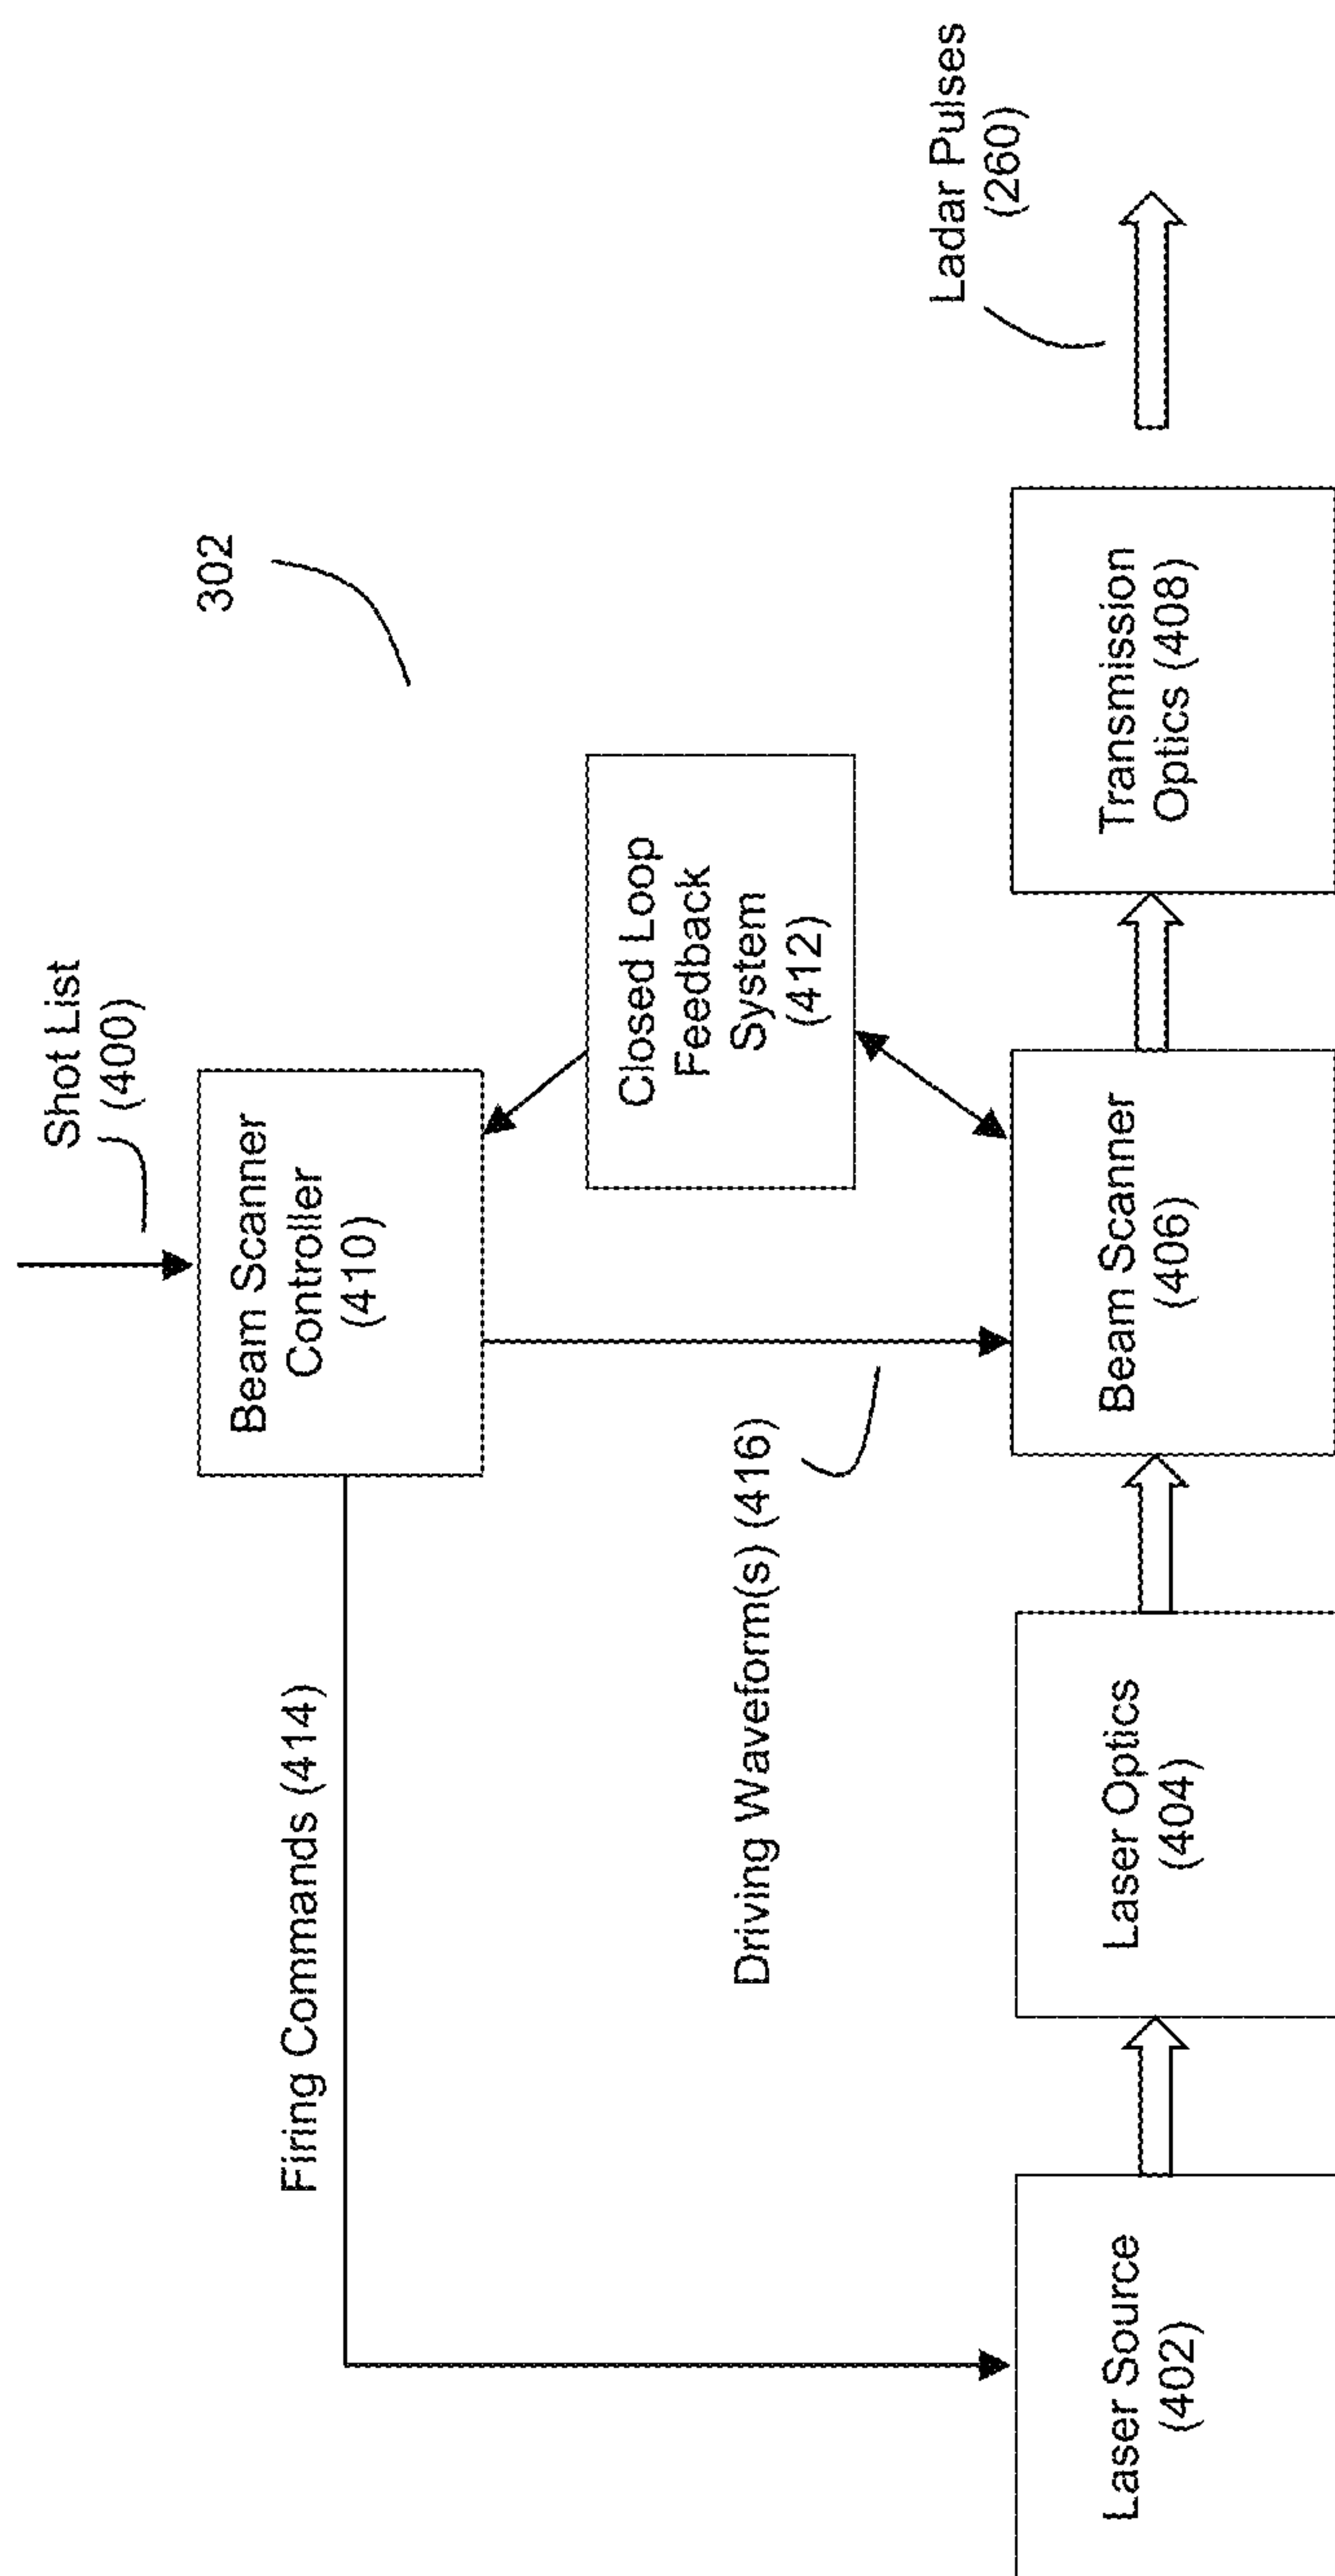 Shot List
(400)
302
Beam Scanner
Controller
(410)
Firing Commands (414)
Closed Loop
Feedback
System
(412)
Driving Waveform(s) (416)
Ladar Pulses
(260)
Laser Source
(402)
Laser Optics
(404)
Beam Scanner
(406)
Transmission
Optics (408)